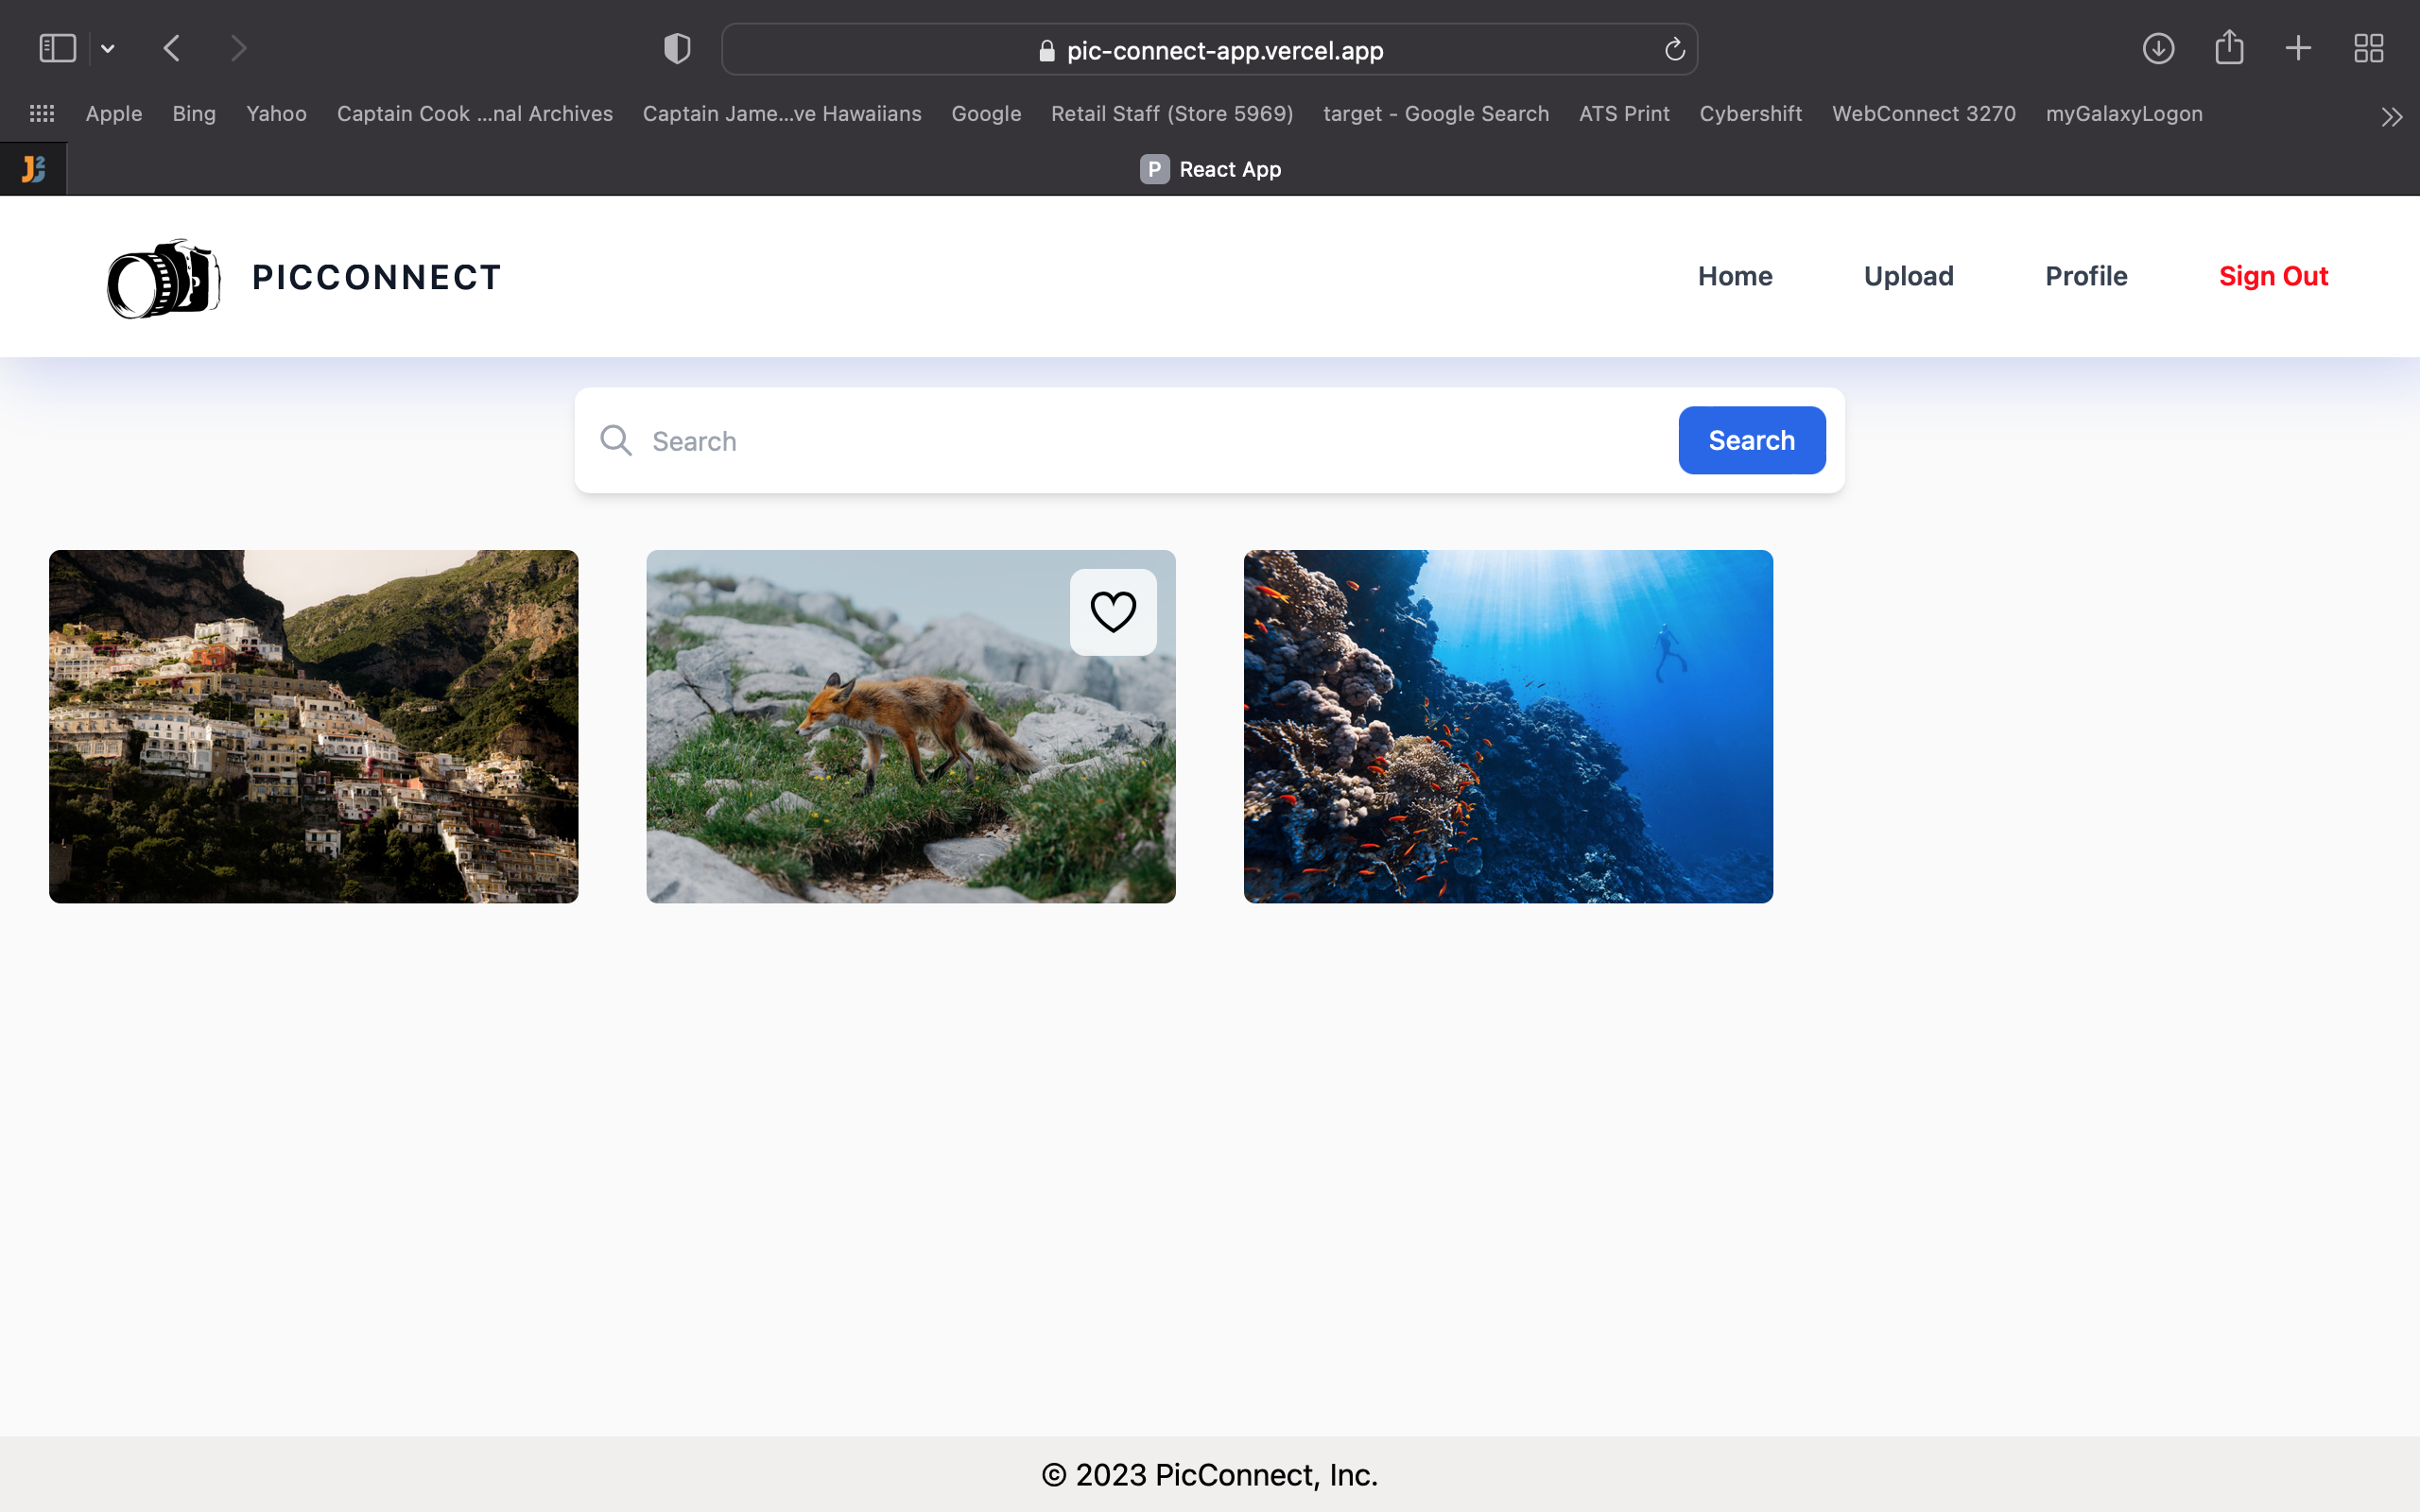 pic-connect-app.vercel.app
Apple Bing Yahoo Captain Cook ...nal Archives Captain Jame...ve Hawaiians Google Retail Staff (Store 5969) target - Google Search ATS Print Cybershift WebConnect 3270 myGalaxyLogon
P React App
PICCONNECT Home Upload Profile Sign Out
Search Search
© 2023 PicConnect, Inc.